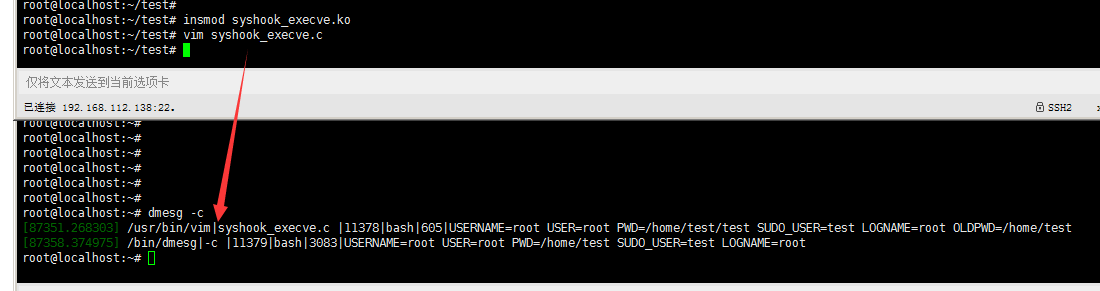 root@localhost:~/test#
root@localhost:~/test# insmod syshook_execve.ko
root@localhost:~/test# vim syshook_execve.c
root@localhost:~/test#
仅将文本发送到当前选项卡
已连接 192.168.112.138:22. SSH2
root@localhost:~#
root@localhost:~#
root@localhost:~#
root@localhost:~#
root@localhost:~#
root@localhost:~#
root@localhost:~# dmesg -c
[87351.268303] /usr/bin/vim|syshook_execve.c |11378|bash|605|USERNAME=root USER=root PWD=/home/test/test SUDO_USER=test LOGNAME=root OLDPWD=/home/test
[87358.374975] /bin/dmesg|-c |11379|bash|3083|USERNAME=root USER=root PWD=/home/test SUDO_USER=test LOGNAME=root
root@localhost:~#